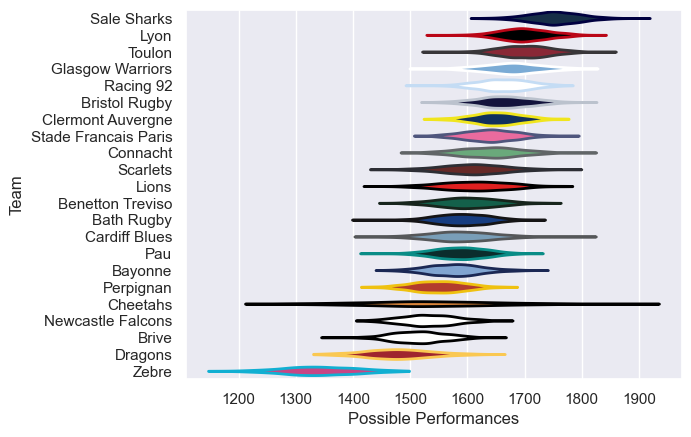 Sale Sharks
Lyon
Toulon
Glasgow Warriors
Racing 92
Bristol Rugby
Clermont Auvergne
Stade Francais Paris
Connacht
Scarlets
Lions
Benetton Treviso
Bath Rugby
Cardiff Blues
Pau
Bayonne
Perpignan
Cheetahs
Newcastle Falcons
Brive
Dragons
Zebre
Team
1200 1300 1400 1500 1600 1700 1800 1900
Possible Performances